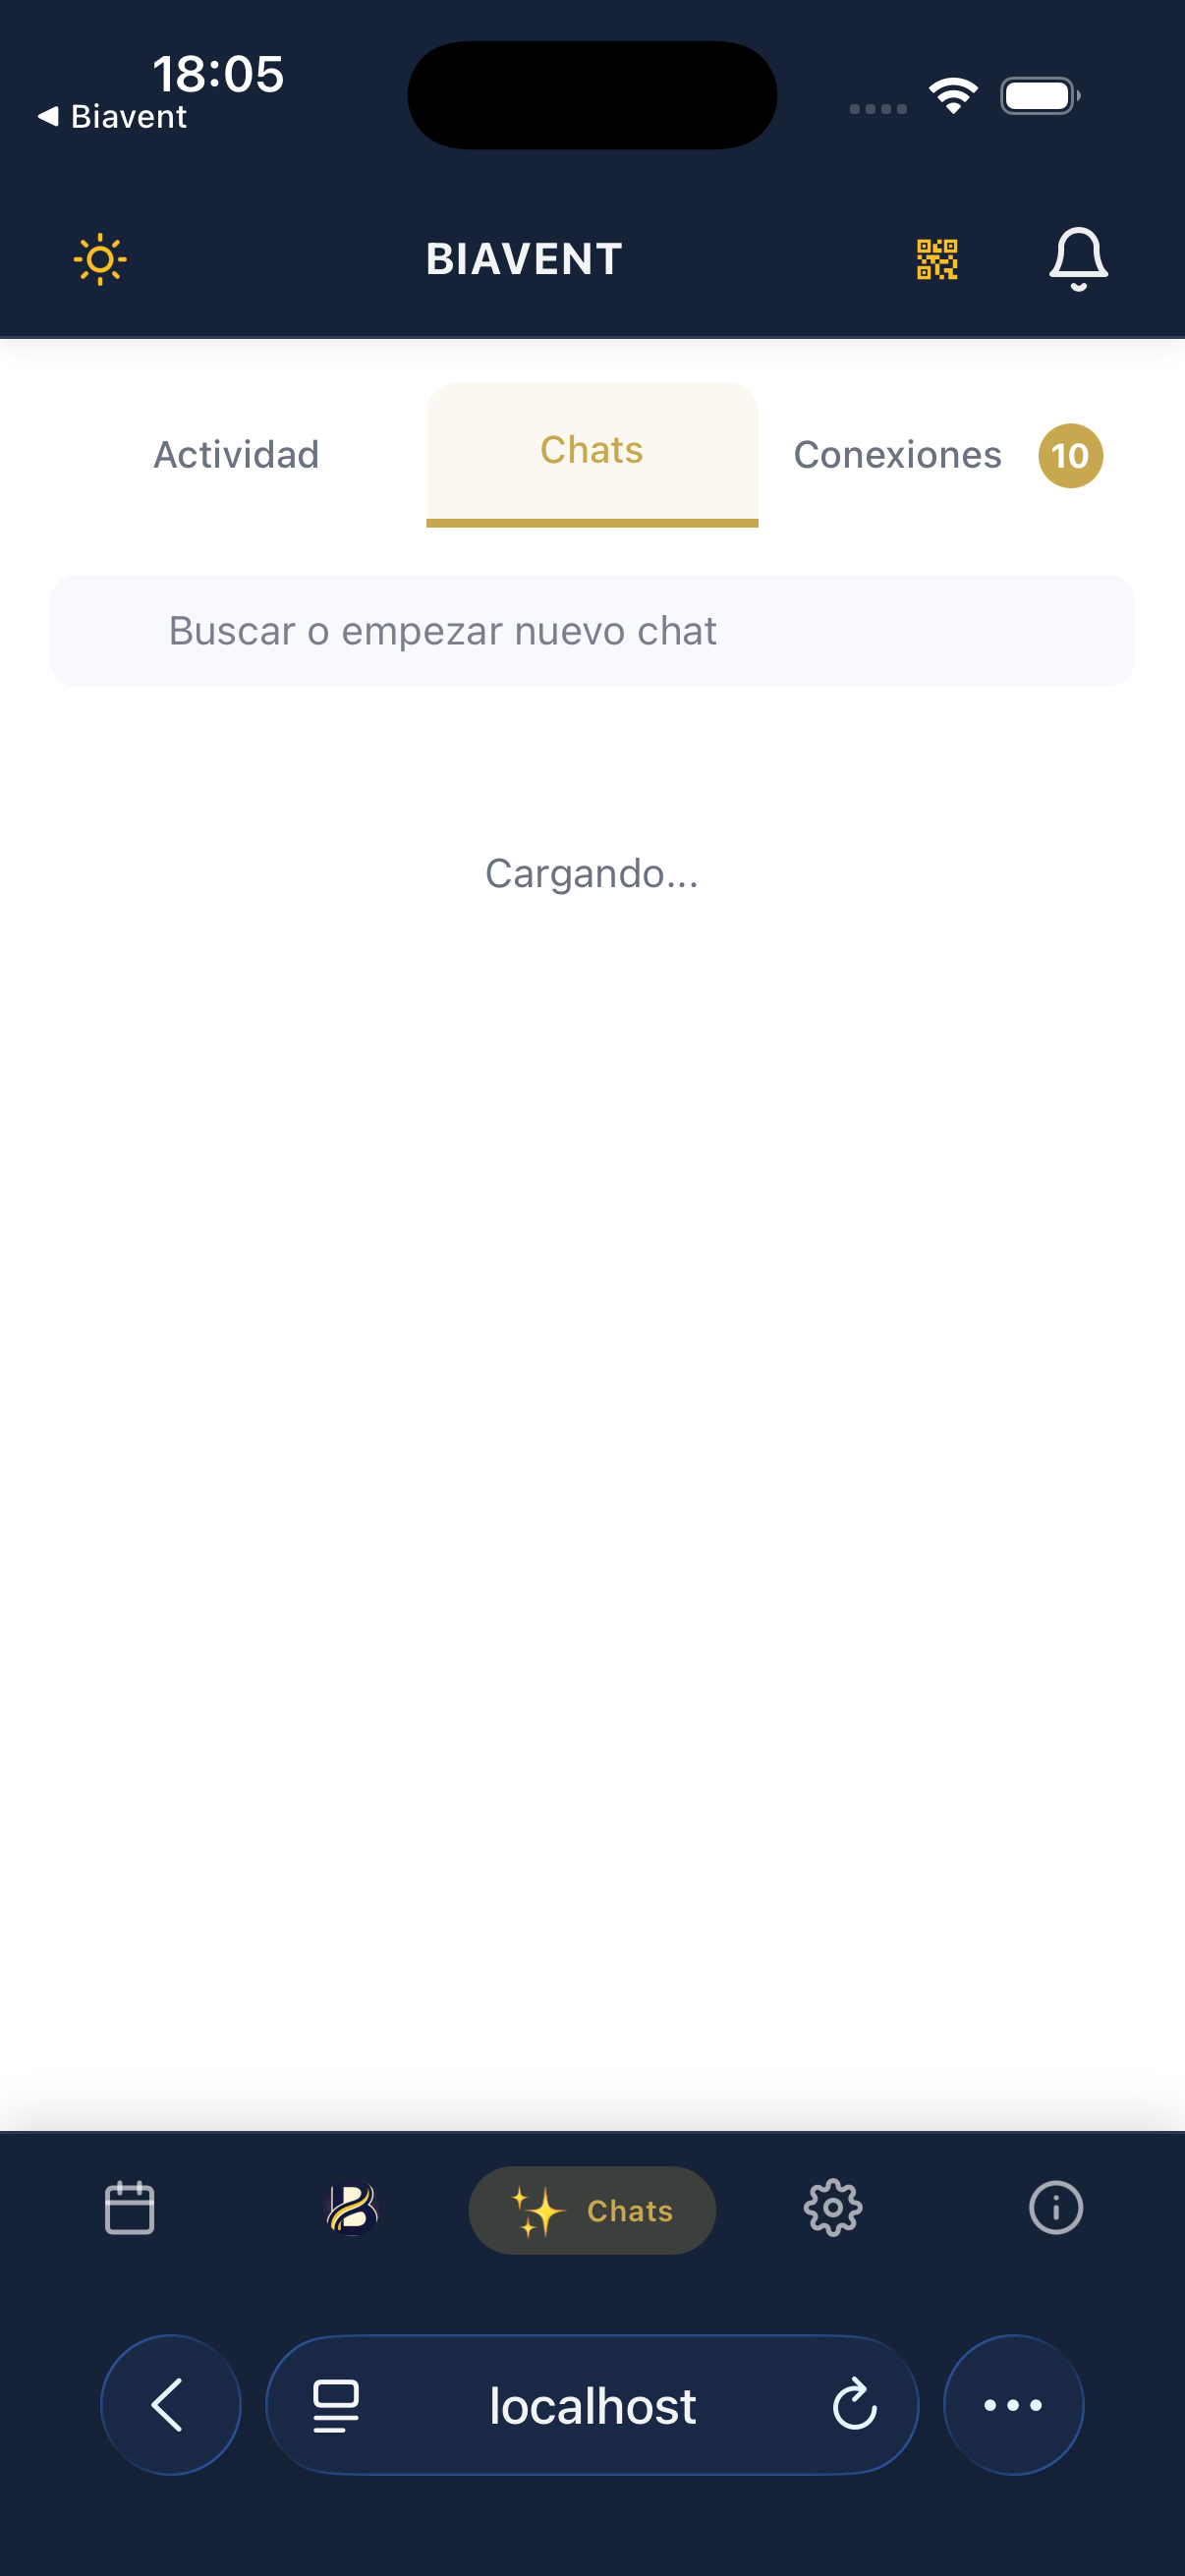 18:05
◀ Biavent
BIAVENT
Actividad
Chats
Conexiones 10
Buscar o empezar nuevo chat
Cargando...
Chats
localhost